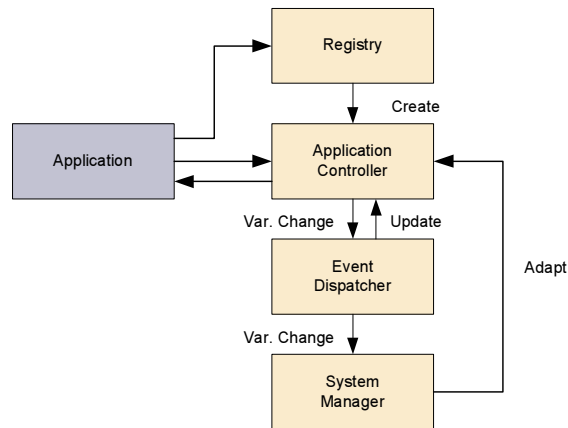 Registry
Create
Application
Application
Controller
Var. Change
Update
Event
Dispatcher
Adapt
Var. Change
System
Manager